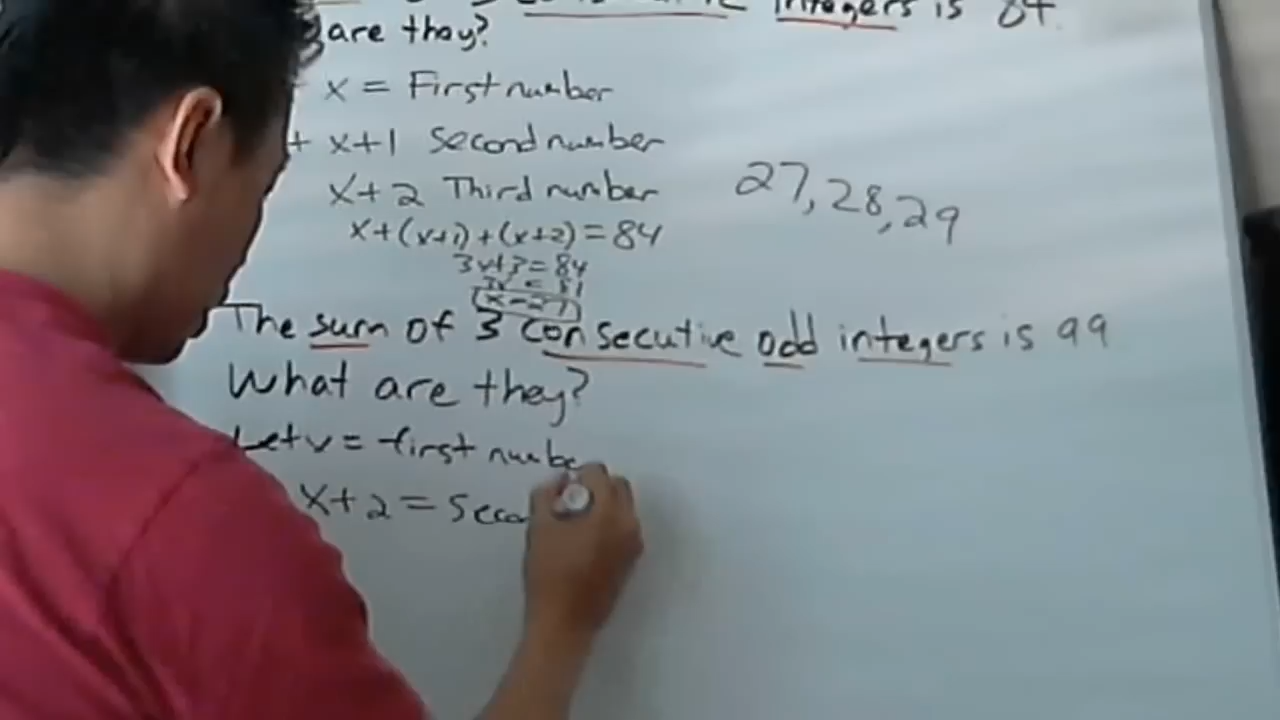 integers is 84
are they?
x = First number
+ x+1 Second number
x+2 Third number
27, 28, 29
x+(x+1)+(x+2)=84
3x+3=84
3x = 81
x=27
The sum of 3 consecutive odd integers is 99
What are they?
Let x = first numbe
x+2 = Seco